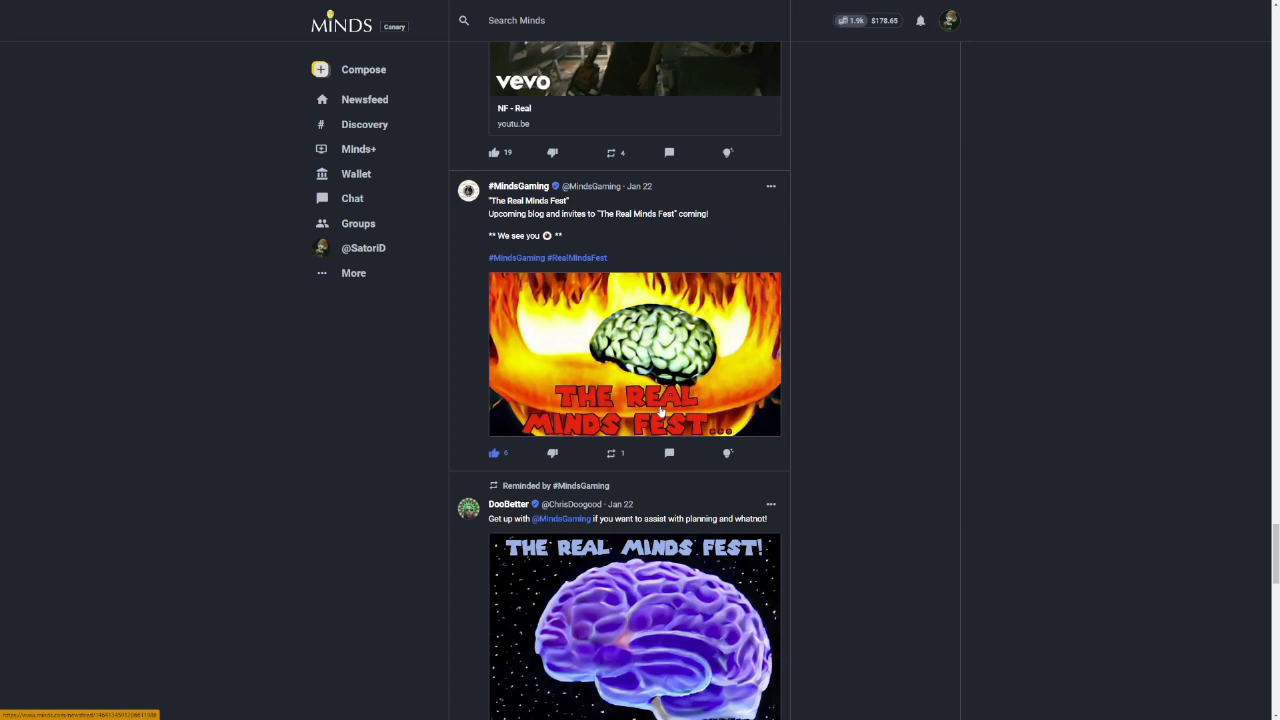 MINDS
Canary
Search Minds
1.9k $178.65
Compose
Newsfeed
# Discovery
Minds+
Wallet
Chat
Groups
@SatoriD
More
vevo
NF - Real
youtu.be
19
4
#MindsGaming @MindsGaming · Jan 22
"The Real Minds Fest"
Upcoming blog and invites to "The Real Minds Fest" coming!
** We see you **
#MindsGaming #RealMindsFest
THE REAL
MINDS FEST...
6
1
Reminded by #MindsGaming
DooBetter @ChrisDoogood · Jan 22
Get up with @MindsGaming if you want to assist with planning and whatnot!
THE REAL MINDS FEST!